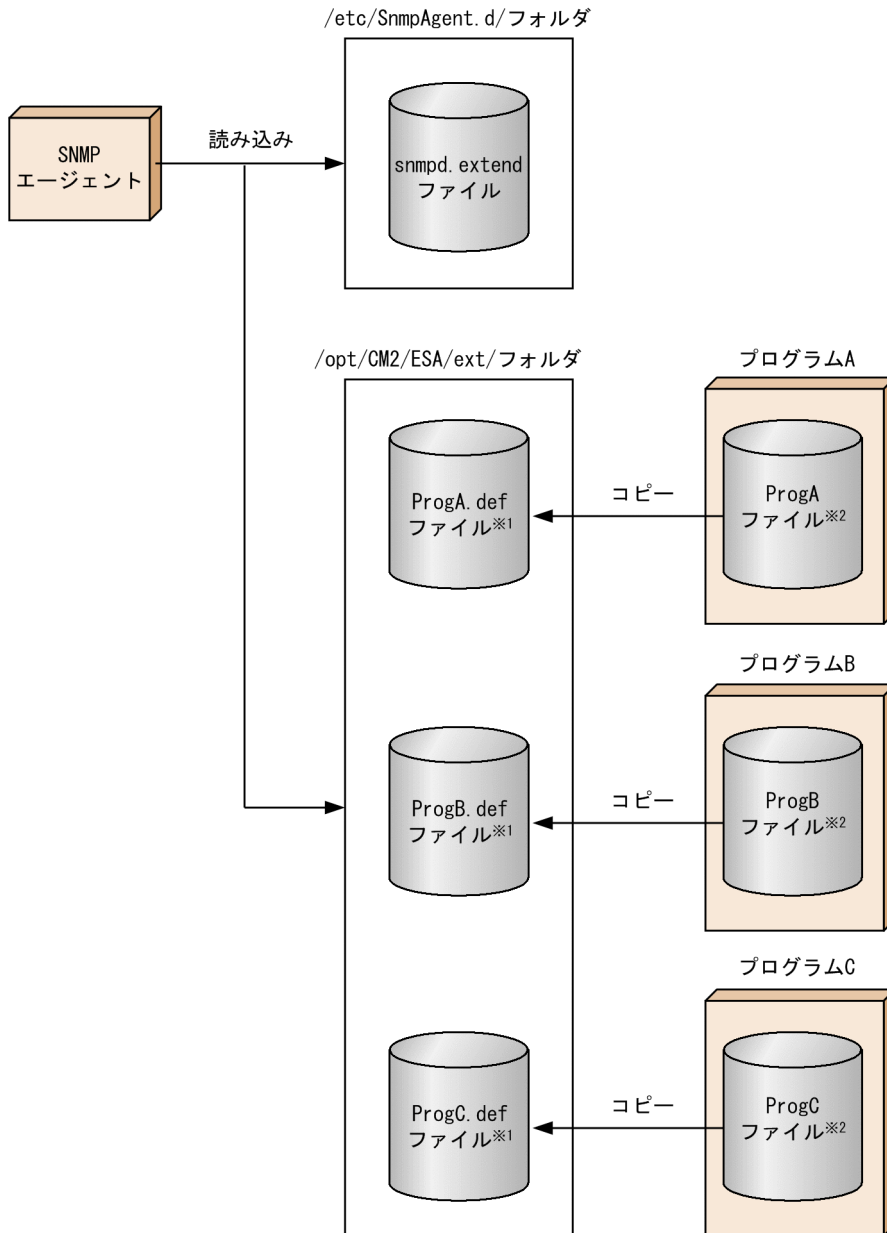 /etc/SnmpAgent.d/フォルダ
SNMP
エージェント
読み込み
snmpd.extend
ファイル
/opt/CM2/ESA/ext/フォルダ
プログラムA
ProgA.def
ファイル※1
コピー
ProgA
ファイル※2
プログラムB
ProgB.def
ファイル※1
コピー
ProgB
ファイル※2
プログラムC
ProgC.def
ファイル※1
コピー
ProgC
ファイル※2